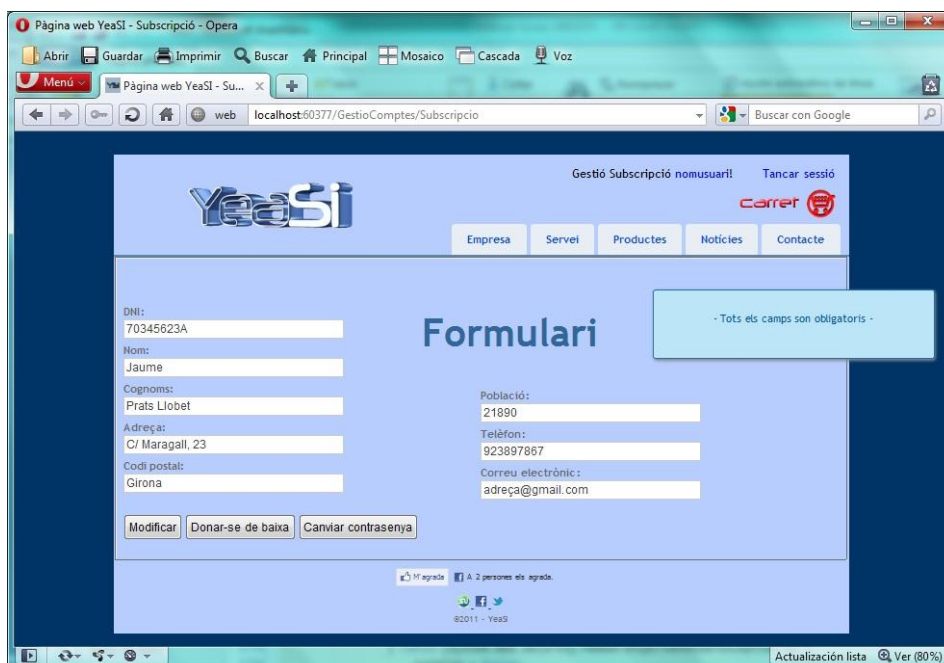 Pàgina web YeaSI - Subscripció - Opera
Abrir Guardar Imprimir Buscar Principal Mosaico Cascada Voz
Menú Pàgina web YeaSI - Su...
web localhost:60377/GestioComptes/Subscripcio Buscar con Google
Gestió Subscripció nomusuari! Tancar sessió
YeaSI
carret
Empresa Servei Productes Notícies Contacte
- Tots els camps son obligatoris -
Formulari
DNI:
70345623A
Nom:
Jaume
Cognoms:
Prats Llobet
Adreça:
C/ Maragall, 23
Codi postal:
Girona
Població:
21890
Telèfon:
923897867
Correu electrònic:
adreça@gmail.com
Modificar Donar-se de baixa Canviar contrasenya
M'agrada A 2 persones els agrada.
©2011 - YeaSI
Actualización lista Ver (80%)